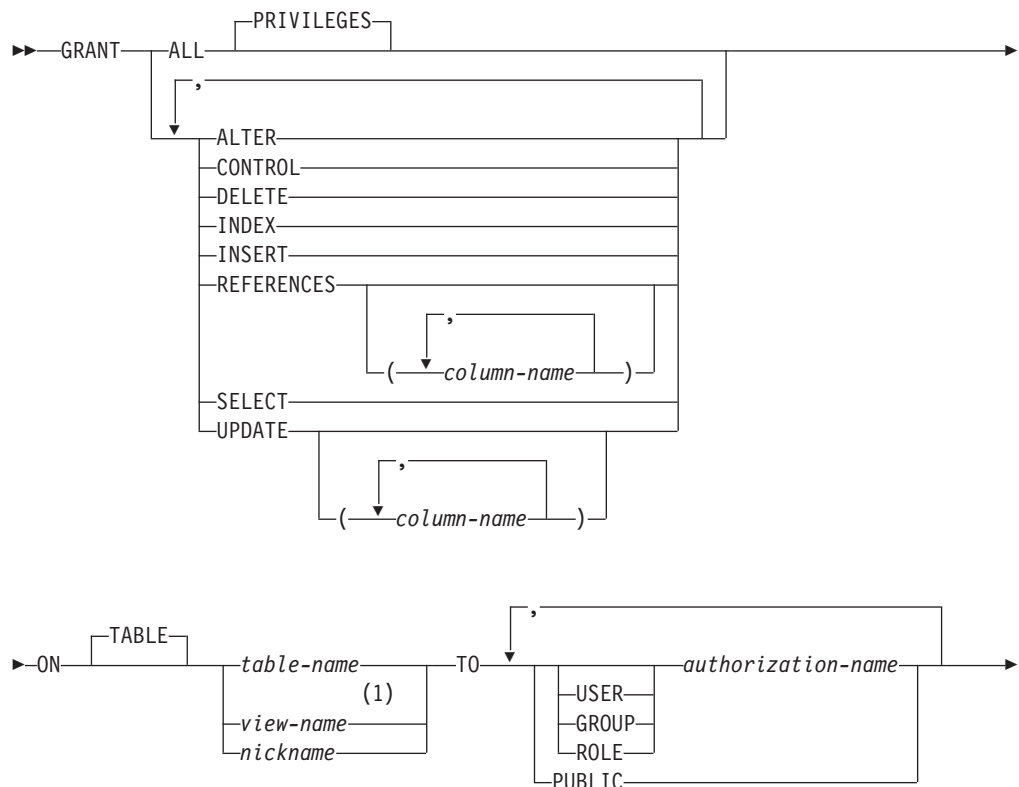 PRIVILEGES
GRANT ALL
,
ALTER
CONTROL
DELETE
INDEX
INSERT
REFERENCES
,
( column-name )
SELECT
UPDATE
,
( column-name )
,
TABLE
ON table-name TO authorization-name
(1)
USER
view-name GROUP
nickname ROLE
PUBLIC